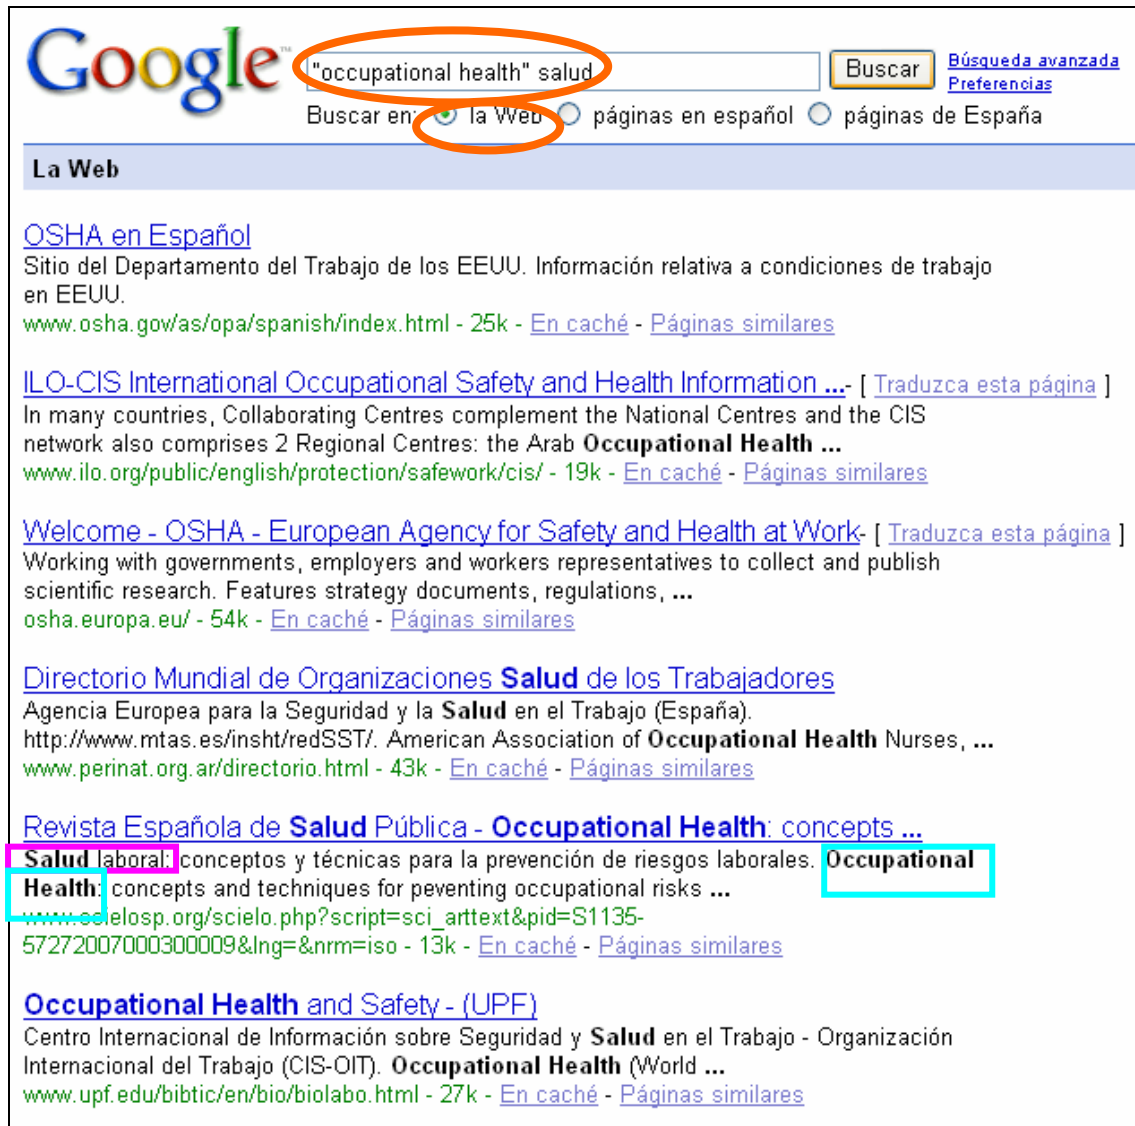 Google™
"occupational health" salud
Buscar
Búsqueda avanzada
Preferencias
Buscar en: la Web páginas en español páginas de España
La Web
OSHA en Español
Sitio del Departamento del Trabajo de los EEUU. Información relativa a condiciones de trabajo
en EEUU.
www.osha.gov/as/opa/spanish/index.html - 25k - En caché - Páginas similares
ILO-CIS International Occupational Safety and Health Information ...- [ Traduzca esta página ]
In many countries, Collaborating Centres complement the National Centres and the CIS
network also comprises 2 Regional Centres: the Arab Occupational Health ...
www.ilo.org/public/english/protection/safework/cis/ - 19k - En caché - Páginas similares
Welcome - OSHA - European Agency for Safety and Health at Work- [ Traduzca esta página ]
Working with governments, employers and workers representatives to collect and publish
scientific research. Features strategy documents, regulations, ...
osha.europa.eu/ - 54k - En caché - Páginas similares
Directorio Mundial de Organizaciones Salud de los Trabajadores
Agencia Europea para la Seguridad y la Salud en el Trabajo (España).
http://www.mtas.es/insht/redSST/. American Association of Occupational Health Nurses, ...
www.perinat.org.ar/directorio.html - 43k - En caché - Páginas similares
Revista Española de Salud Pública - Occupational Health: concepts ...
Salud laboral: conceptos y técnicas para la prevención de riesgos laborales. Occupational
Health: concepts and techniques for peventing occupational risks ...
www.scielosp.org/scielo.php?script=sci_arttext&pid=S1135-
57272007000300009&lng=&nrm=iso - 13k - En caché - Páginas similares
Occupational Health and Safety - (UPF)
Centro Internacional de Información sobre Seguridad y Salud en el Trabajo - Organización
Internacional del Trabajo (CIS-OIT). Occupational Health (World ...
www.upf.edu/bibtic/en/bio/biolabo.html - 27k - En caché - Páginas similares